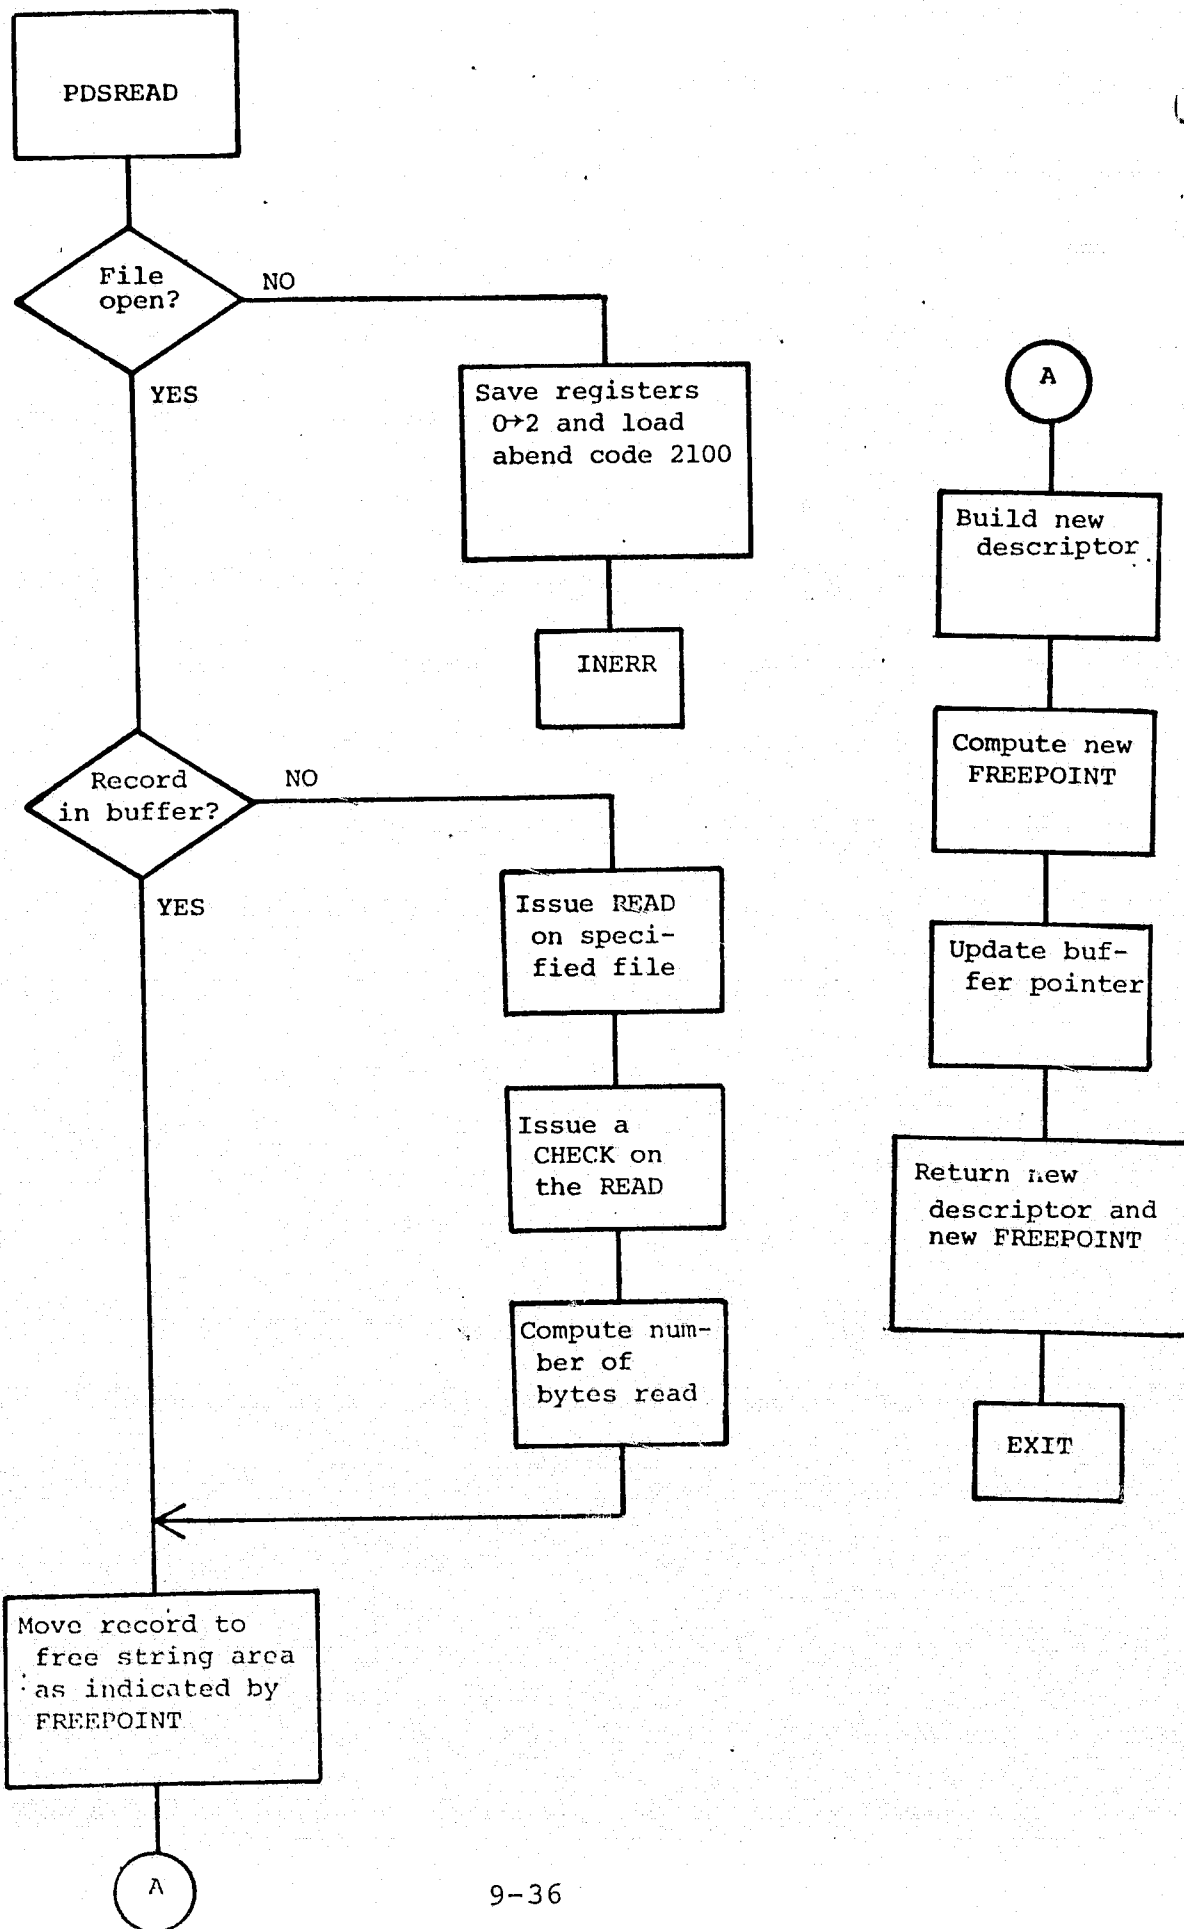 PDSREAD
File
open?
NO
YES
Save registers
0→2 and load
abend code 2100
INERR
Record
in buffer?
NO
YES
Issue READ
on speci-
fied file
Issue a
CHECK on
the READ
Compute num-
ber of
bytes read
Move record to
free string area
as indicated by
FREEPOINT
A
A
Build new
descriptor
Compute new
FREEPOINT
Update buf-
fer pointer
Return new
descriptor and
new FREEPOINT
EXIT
9-36